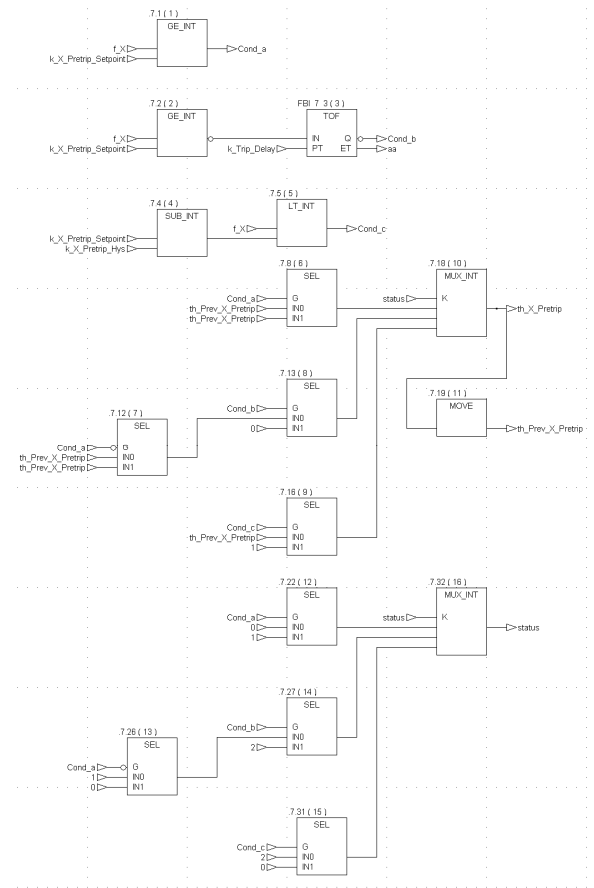 .7.1 ( 1 )
GE_INT
f_X
k_X_Pretrip_Setpoint
Cond_a
.7.2 ( 2 )
GE_INT
f_X
k_X_Pretrip_Setpoint
FBI_7_3 ( 3 )
TOF
IN Q
PT ET
k_Trip_Delay
Cond_b
aa
.7.4 ( 4 )
SUB_INT
k_X_Pretrip_Setpoint
k_X_Pretrip_Hys
.7.5 ( 5 )
LT_INT
f_X
Cond_c
.7.8 ( 6 )
SEL
Cond_a G
th_Prev_X_Pretrip IN0
th_Prev_X_Pretrip IN1
.7.18 ( 10 )
MUX_INT
status K
th_X_Pretrip
.7.13 ( 8 )
SEL
Cond_b G
IN0
0 IN1
.7.19 ( 11 )
MOVE
th_Prev_X_Pretrip
.7.12 ( 7 )
SEL
Cond_a G
th_Prev_X_Pretrip IN0
th_Prev_X_Pretrip IN1
.7.16 ( 9 )
SEL
Cond_c G
th_Prev_X_Pretrip IN0
1 IN1
.7.22 ( 12 )
SEL
Cond_a G
0 IN0
1 IN1
.7.32 ( 16 )
MUX_INT
status K
status
.7.27 ( 14 )
SEL
Cond_b G
IN0
2 IN1
.7.26 ( 13 )
SEL
Cond_a G
1 IN0
0 IN1
.7.31 ( 15 )
SEL
Cond_c G
2 IN0
0 IN1